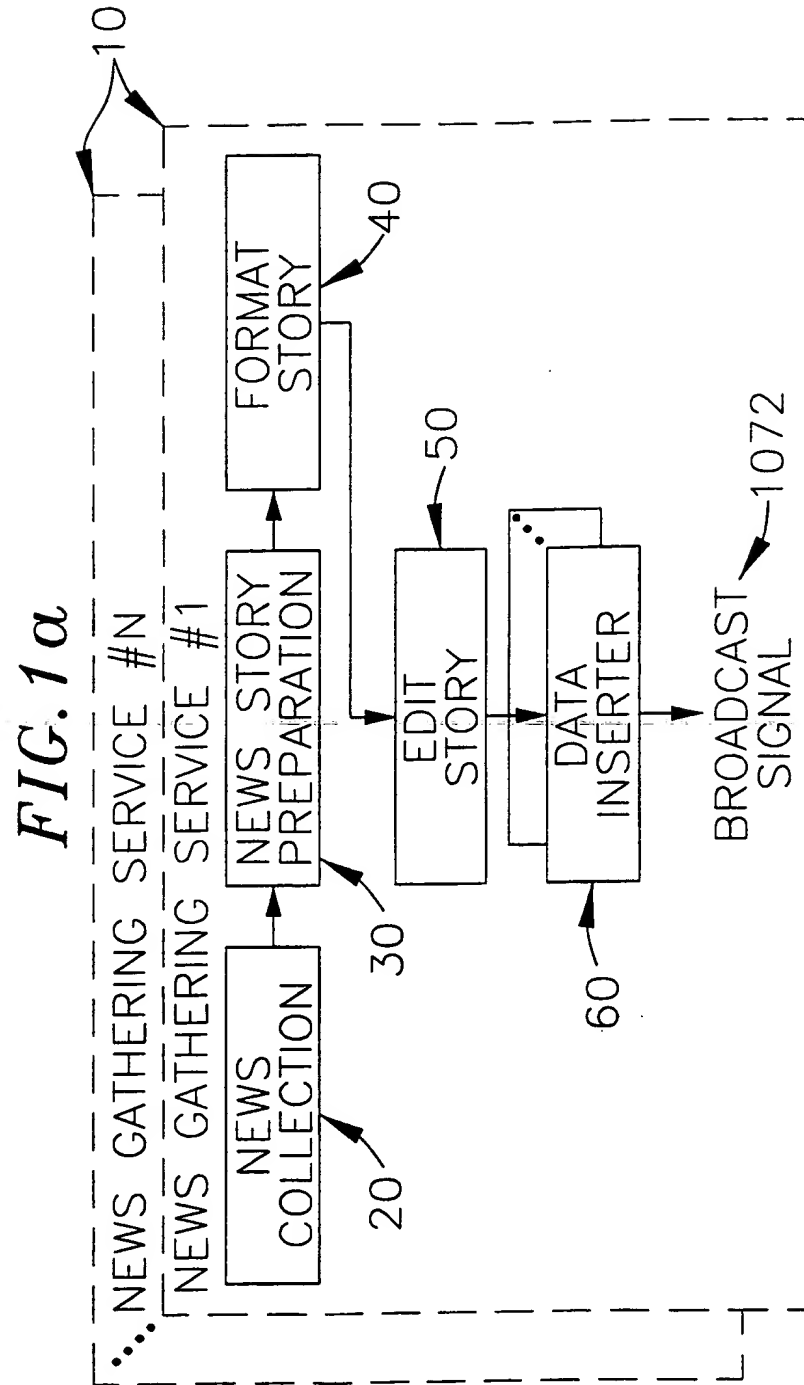 FIG.1a
NEWS GATHERING SERVICE #N
NEWS GATHERING SERVICE #1
10
NEWS
COLLECTION
20
NEWS STORY
PREPARATION
30
FORMAT
STORY
40
EDIT
STORY
50
DATA
INSERTER
60
BROADCAST
SIGNAL
1072